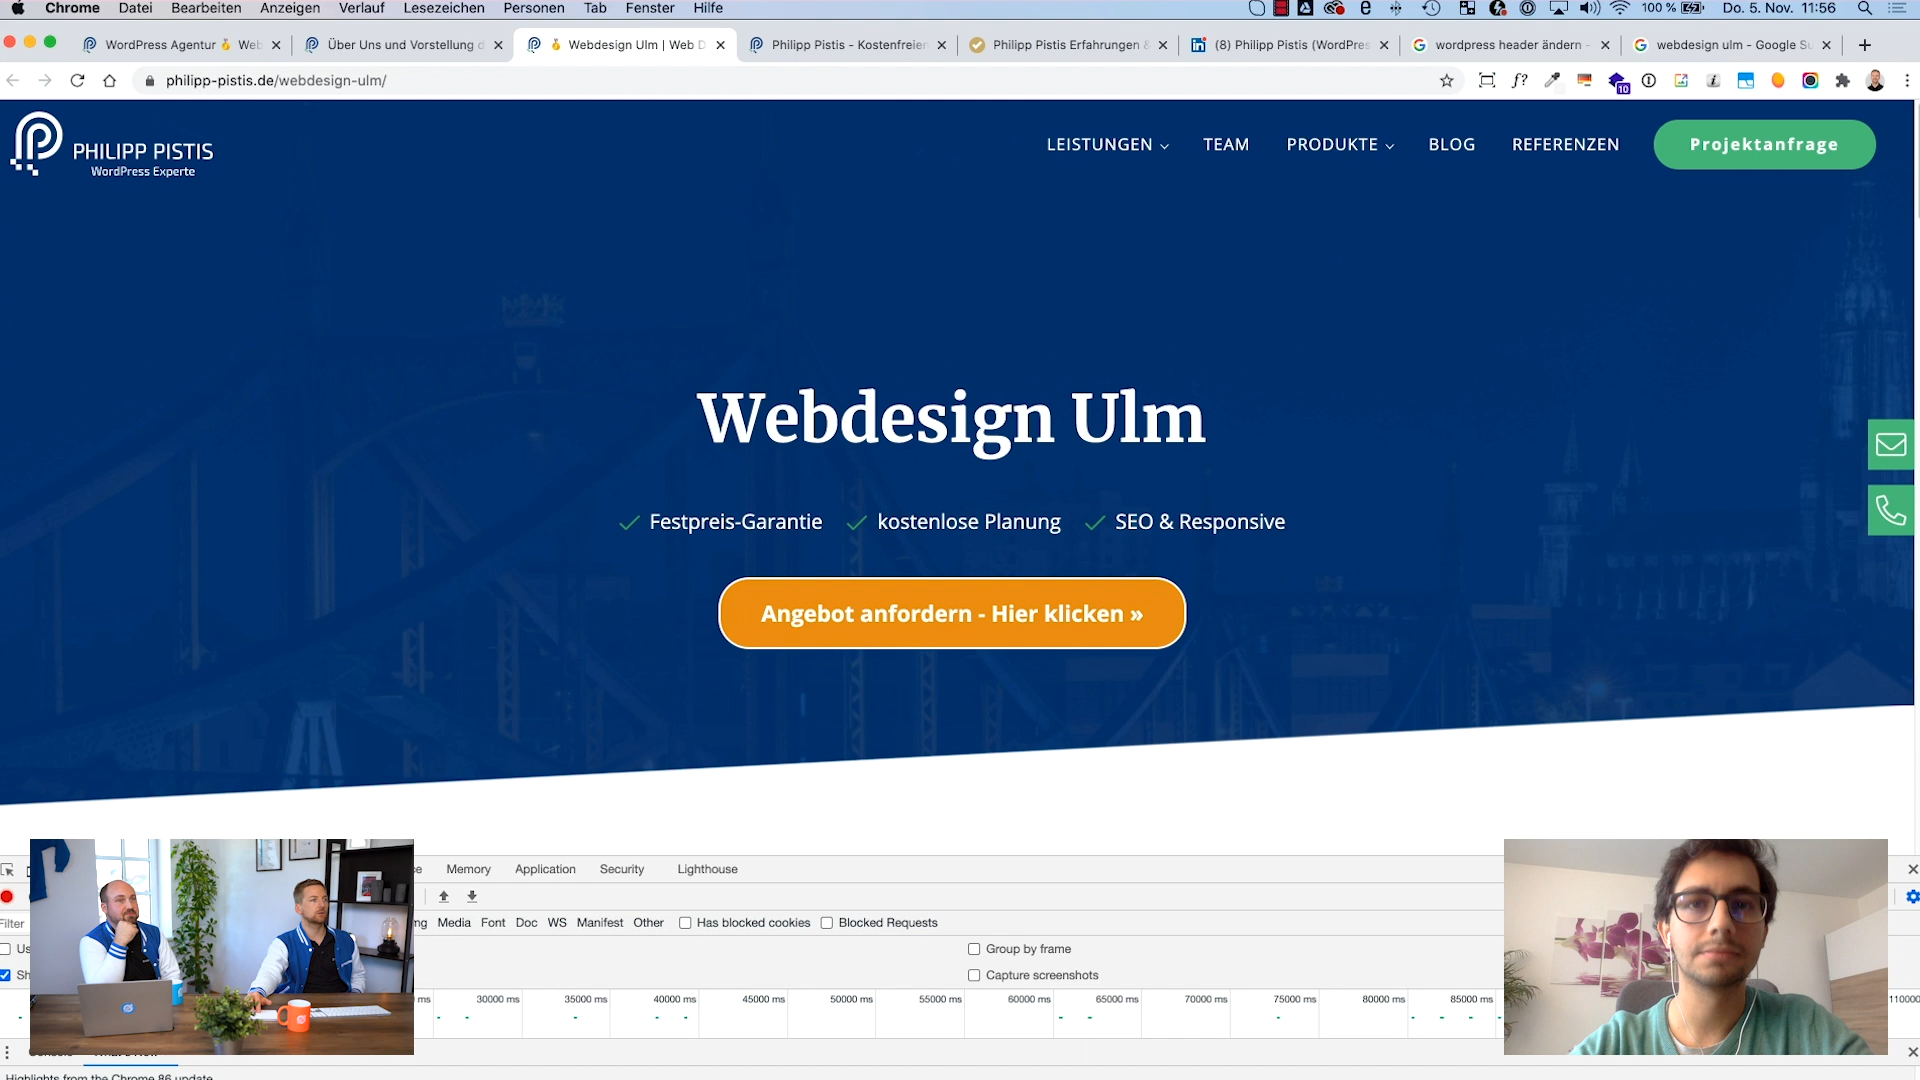 Chrome Datei Bearbeiten Anzeigen Verlauf Lesezeichen Personen Tab Fenster Hilfe 100 % Do. 5. Nov. 11:56
WordPress Agentur Web Über Uns und Vorstellung d Webdesign Ulm | Web D Philipp Pistis - Kostenfreier Philipp Pistis Erfahrungen & (8) Philipp Pistis (WordPres wordpress header ändern - webdesign ulm - Google Su
philipp-pistis.de/webdesign-ulm/
10
PHILIPP PISTIS
WordPress Experte
LEISTUNGEN TEAM PRODUKTE BLOG REFERENZEN Projektanfrage
Webdesign Ulm
Festpreis-Garantie kostenlose Planung SEO & Responsive
Angebot anfordern - Hier klicken »
Memory Application Security Lighthouse
Filter Media Font Doc WS Manifest Other Has blocked cookies Blocked Requests
Us Group by frame
Sh Capture screenshots
ms 30000 ms 35000 ms 40000 ms 45000 ms 50000 ms 55000 ms 60000 ms 65000 ms 70000 ms 75000 ms 80000 ms 85000 ms 110000
Highlights from the Chrome 86 update